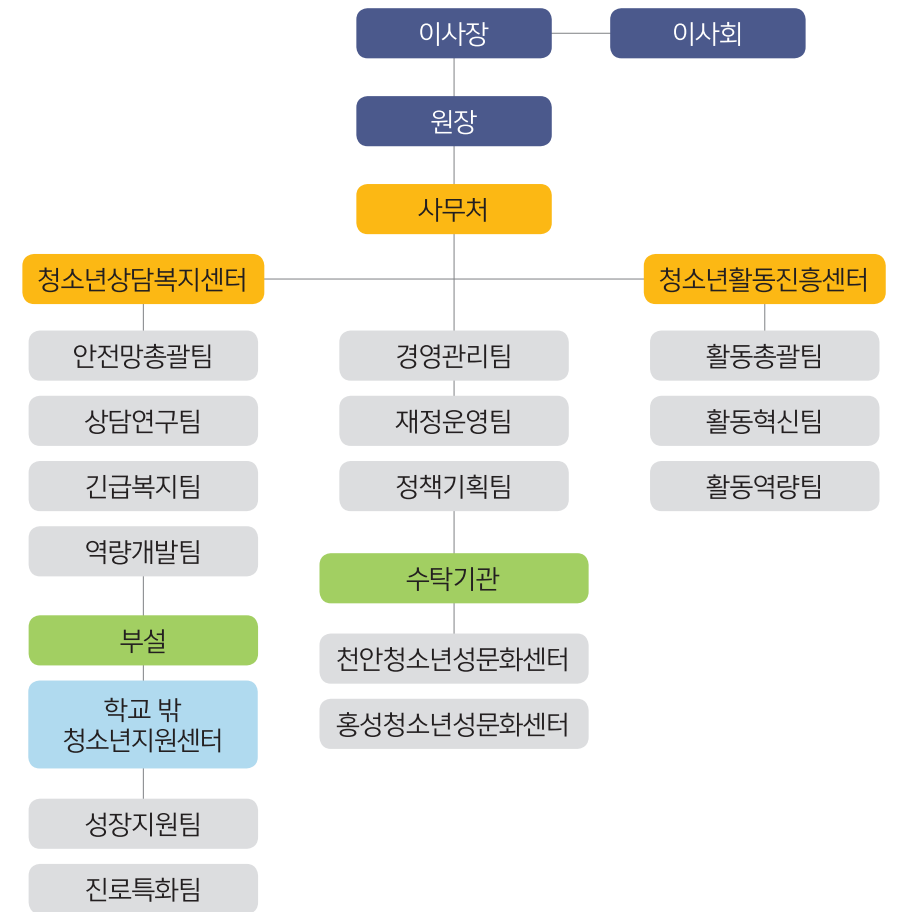 이사장
이사회
원장
사무처
청소년상담복지센터
청소년활동진흥센터
안전망총괄팀
경영관리팀
활동총괄팀
상담연구팀
재정운영팀
활동혁신팀
긴급복지팀
정책기획팀
활동역량팀
역량개발팀
수탁기관
부설
천안청소년성문화센터
학교 밖
청소년지원센터
홍성청소년성문화센터
성장지원팀
진로특화팀